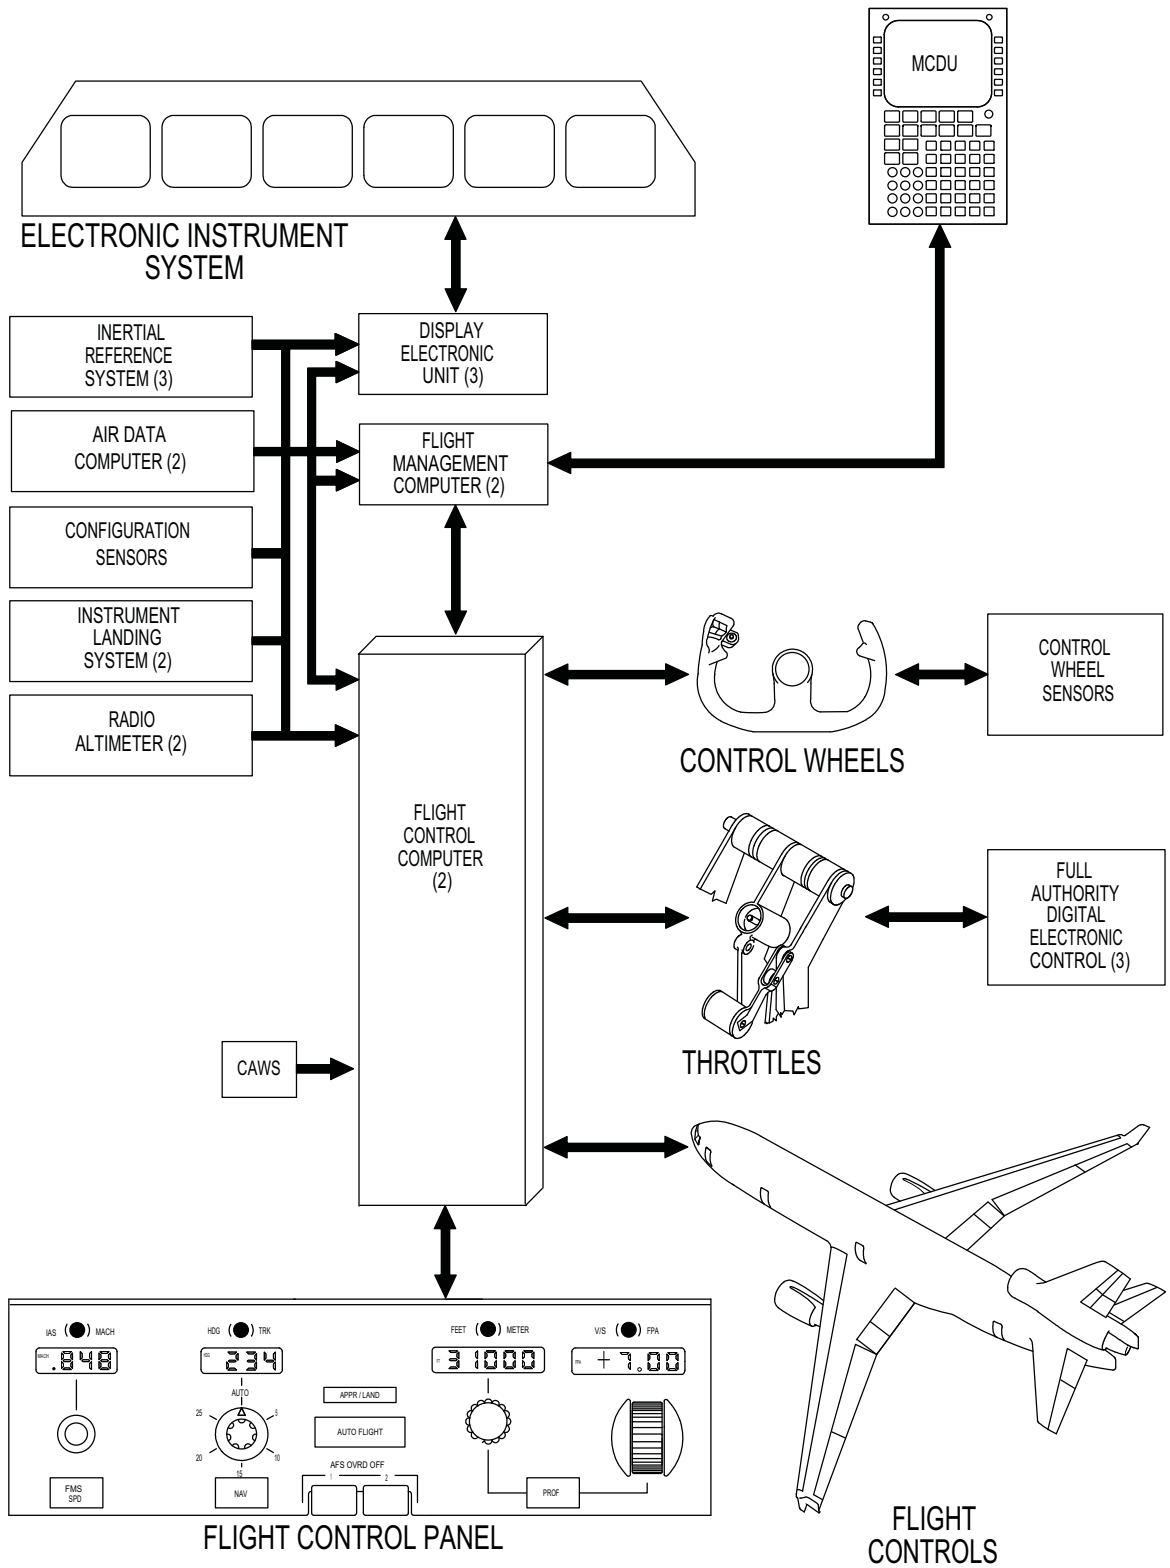 MCDU
ELECTRONIC INSTRUMENT
SYSTEM
INERTIAL
REFERENCE
SYSTEM (3)
DISPLAY
ELECTRONIC
UNIT (3)
AIR DATA
COMPUTER (2)
FLIGHT
MANAGEMENT
COMPUTER (2)
CONFIGURATION
SENSORS
INSTRUMENT
LANDING
SYSTEM (2)
RADIO
ALTIMETER (2)
CONTROL
WHEEL
SENSORS
CONTROL WHEELS
FLIGHT
CONTROL
COMPUTER
(2)
FULL
AUTHORITY
DIGITAL
ELECTRONIC
CONTROL (3)
THROTTLES
CAWS
IAS MACH
MACH .848
FMS
SPD
HDG TRK
HDG 234
AUTO
25 5
20 10
15
NAV
APPR / LAND
AUTO FLIGHT
AFS OVRD OFF
1 2
FEET METER
FT 31000
V/S FPA
FPA +7.00
PROF
FLIGHT CONTROL PANEL
FLIGHT
CONTROLS